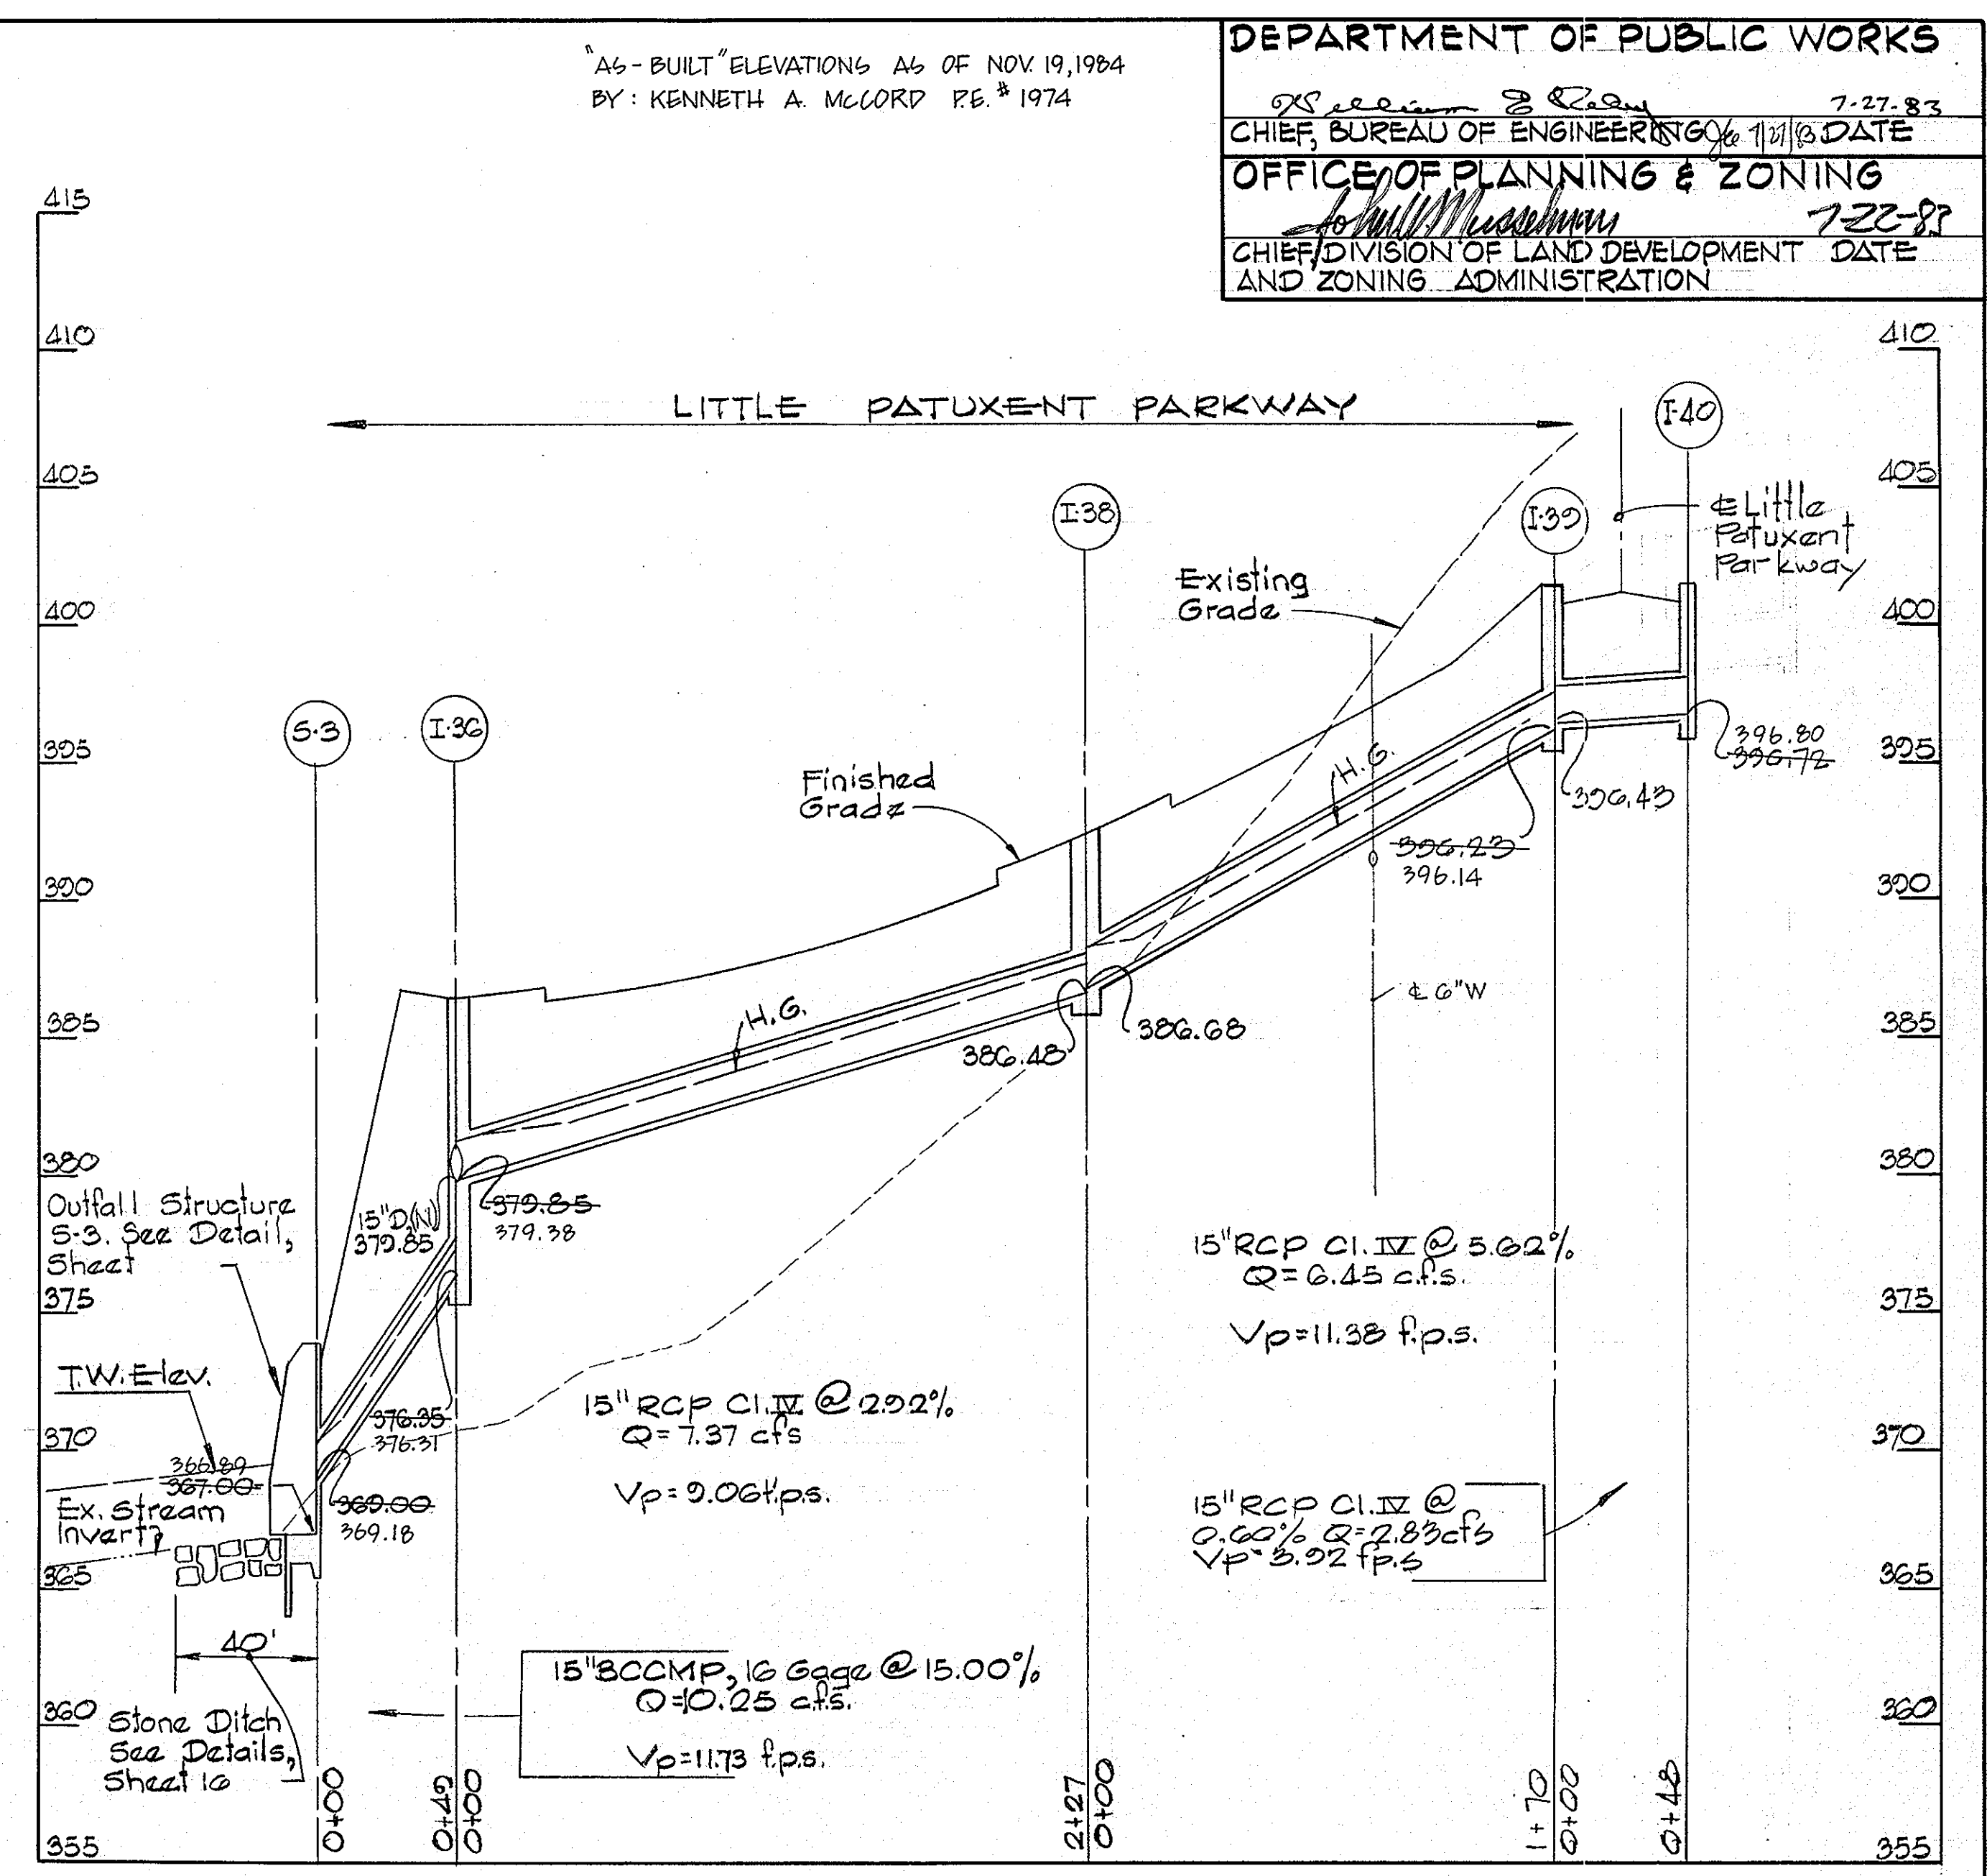 "AS-BUILT" ELEVATIONS AS OF NOV. 19, 1984
BY: KENNETH A. McCORD P.E. # 1974
DEPARTMENT OF PUBLIC WORKS
7-27-83
CHIEF, BUREAU OF ENGINEERING DATE
OFFICE OF PLANNING & ZONING
John W. Musselman 7-22-83
CHIEF, DIVISION OF LAND DEVELOPMENT DATE
AND ZONING ADMINISTRATION
415
410
405
400
395
390
385
380
375
370
365
360
355
410
405
400
395
390
385
380
375
370
365
360
355
LITTLE PATUXENT PARKWAY
S-3
I-36
I-38
I-39
I-40
℄ Little
Patuxent
Parkway
Existing
Grade
Finished
Grade
H.G.
H.G.
396.80
396.72
396.43
396.23
396.14
℄ 6"W
386.48
386.68
15"D,(N)
379.85
379.85
379.38
Outfall Structure
S-3. See Detail,
Sheet
T.W. Elev.
376.35
376.31
366.89
367.00
369.00
369.18
Ex. Stream
Invert
15" RCP Cl. IV @ 2.92%
Q= 7.37 cfs
Vp= 9.06 f.p.s.
15" RCP Cl. IV @ 5.62%
Q= 6.45 c.f.s.
Vp=11.38 f.p.s.
15" RCP Cl. IV @
0.60% Q=2.83cfs
Vp= 3.92 fp.s
40'
Stone Ditch
See Details,
Sheet 16
15" BCCMP, 16 Gage @ 15.00%
Q=10.25 c.f.s.
Vp=11.73 f.p.s.
0+00
0+49
0+00
2+27
0+00
1+70
0+00
0+48